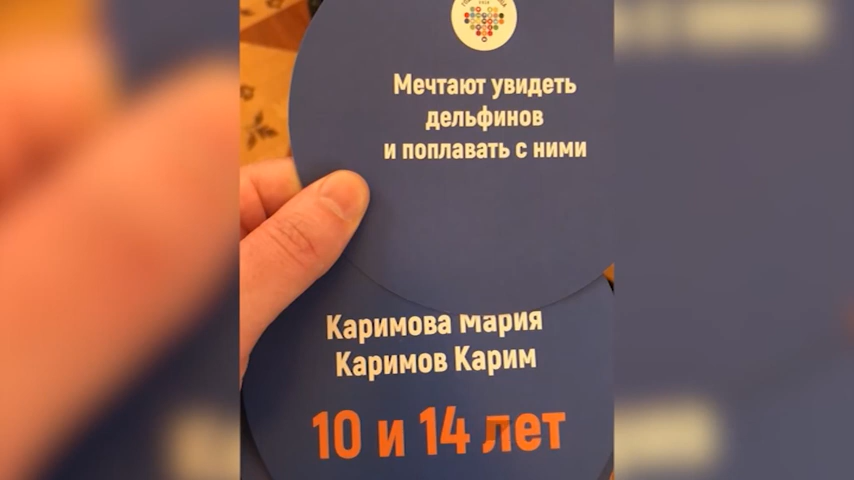 Мечтают увидеть
дельфинов
и поплавать с ними
Каримова Мария
Каримов Карим
10 и 14 лет